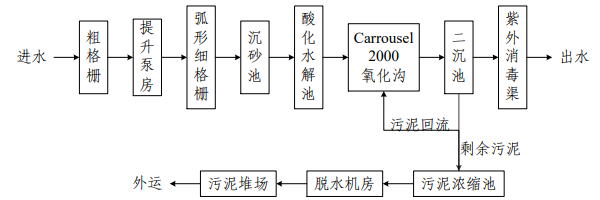 进水
粗格栅
提升泵房
弧形细格栅
沉砂池
酸化水解池
Carrousel
2000
氧化沟
二沉池
紫外消毒渠
出水
污泥回流
剩余污泥
外运
污泥堆场
脱水机房
污泥浓缩池